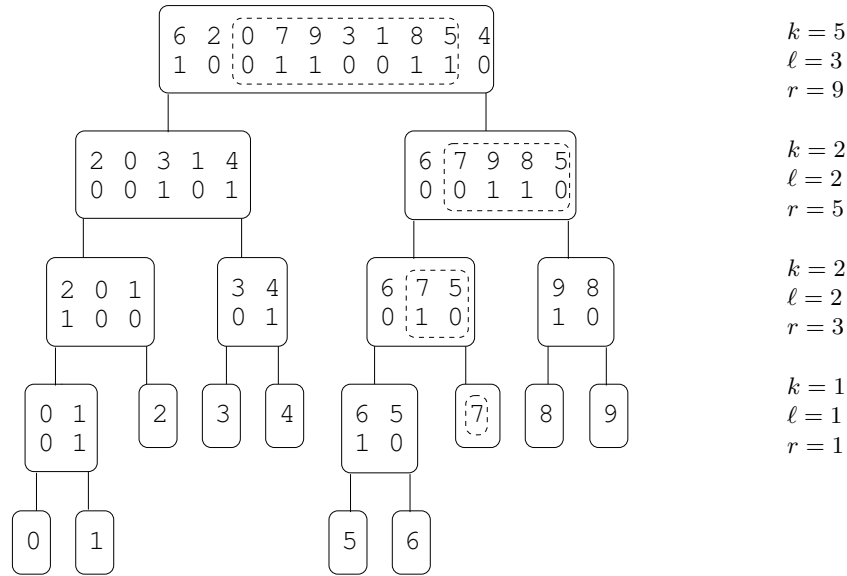 6 2 0 7 9 3 1 8 5 4
1 0 0 1 1 0 0 1 1 0
k = 5
ℓ = 3
r = 9
2 0 3 1 4
0 0 1 0 1
6 7 9 8 5
0 0 1 1 0
k = 2
ℓ = 2
r = 5
2 0 1
1 0 0
3 4
0 1
6 7 5
0 1 0
9 8
1 0
k = 2
ℓ = 2
r = 3
0 1
0 1
2
3
4
6 5
1 0
7
8
9
k = 1
ℓ = 1
r = 1
0
1
5
6